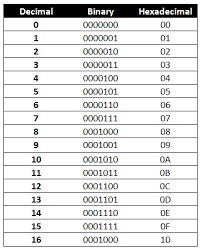 Decimal Binary Hexadecimal
0 0000000 00
1 0000001 01
2 0000010 02
3 0000011 03
4 0000100 04
5 0000101 05
6 0000110 06
7 0000111 07
8 0001000 08
9 0001001 09
10 0001010 0A
11 0001011 0B
12 0001100 0C
13 0001101 0D
14 0001110 0E
15 0001111 0F
16 0001000 10